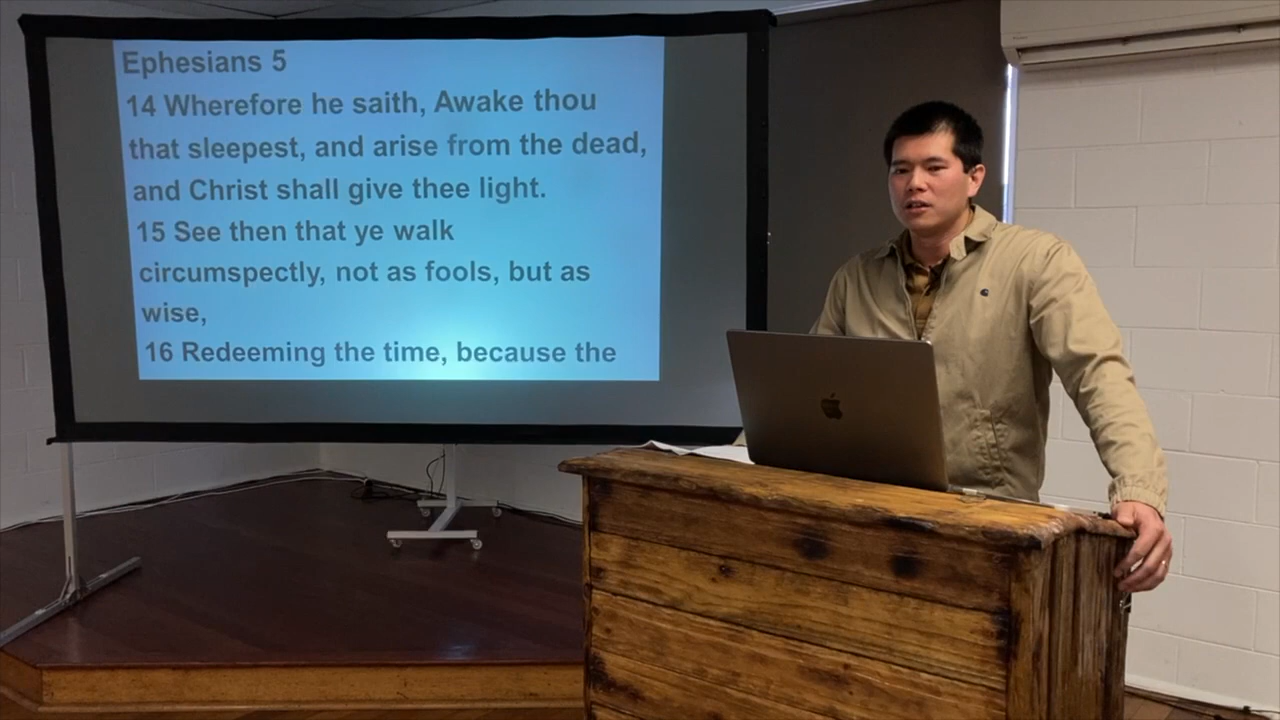 Ephesians 5
14 Wherefore he saith, Awake thou
that sleepest, and arise from the dead,
and Christ shall give thee light.
15 See then that ye walk
circumspectly, not as fools, but as
wise,
16 Redeeming the time, because the